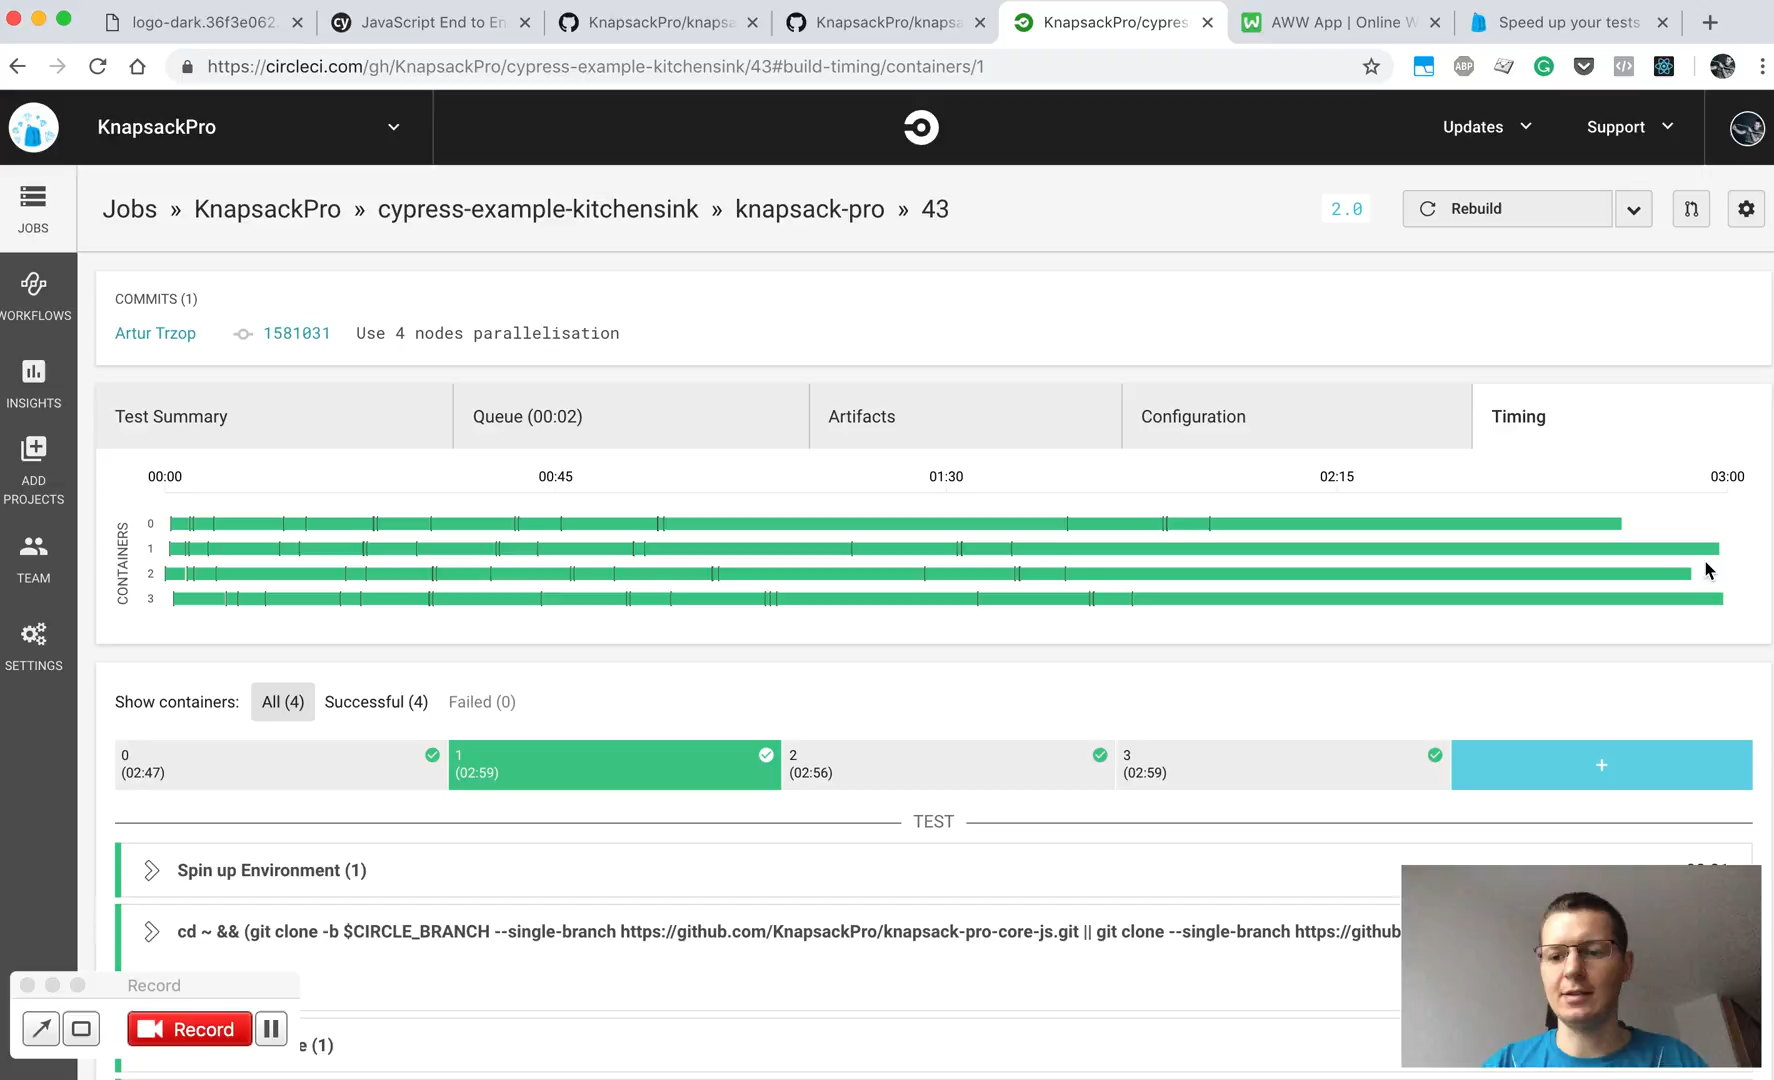 logo-dark.36f3e062
JavaScript End to En
KnapsackPro/knaps
KnapsackPro/knaps
KnapsackPro/cypres
AWW App | Online W
Speed up your tests
https://circleci.com/gh/KnapsackPro/cypress-example-kitchensink/43#build-timing/containers/1
ABP
KnapsackPro
Updates
Support
JOBS
Jobs » KnapsackPro » cypress-example-kitchensink » knapsack-pro » 43
2.0
Rebuild
WORKFLOWS
INSIGHTS
ADD
PROJECTS
TEAM
SETTINGS
COMMITS (1)
Artur Trzop 1581031 Use 4 nodes parallelisation
Test Summary
Queue (00:02)
Artifacts
Configuration
Timing
00:00 00:45 01:30 02:15 03:00
CONTAINERS
0
1
2
3
Show containers: All (4) Successful (4) Failed (0)
0
(02:47)
1
(02:59)
2
(02:56)
3
(02:59)
+
TEST
Spin up Environment (1)
cd ~ && (git clone -b $CIRCLE_BRANCH --single-branch https://github.com/KnapsackPro/knapsack-pro-core-js.git || git clone --single-branch https://github
e (1)
Record
Record